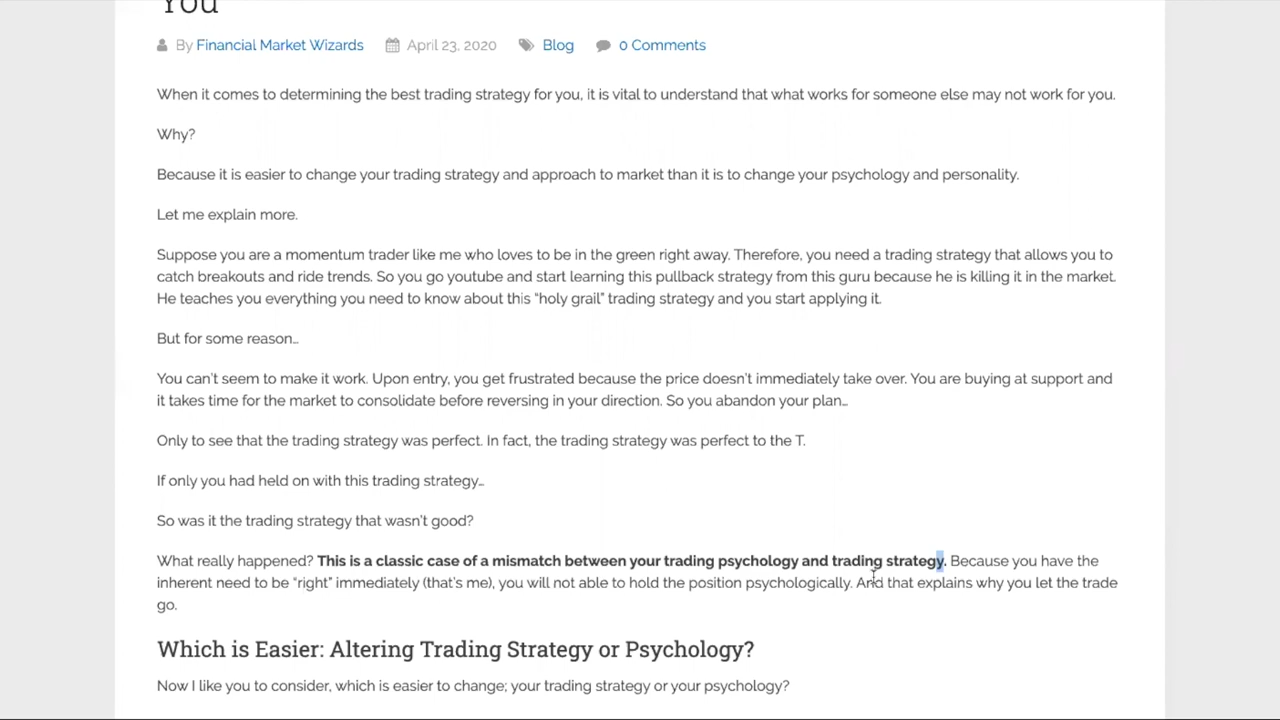 You
By Financial Market Wizards April 23, 2020 Blog 0 Comments
When it comes to determining the best trading strategy for you, it is vital to understand that what works for someone else may not work for you.
Why?
Because it is easier to change your trading strategy and approach to market than it is to change your psychology and personality.
Let me explain more.
Suppose you are a momentum trader like me who loves to be in the green right away. Therefore, you need a trading strategy that allows you to
catch breakouts and ride trends. So you go youtube and start learning this pullback strategy from this guru because he is killing it in the market.
He teaches you everything you need to know about this “holy grail” trading strategy and you start applying it.
But for some reason…
You can’t seem to make it work. Upon entry, you get frustrated because the price doesn’t immediately take over. You are buying at support and
it takes time for the market to consolidate before reversing in your direction. So you abandon your plan…
Only to see that the trading strategy was perfect. In fact, the trading strategy was perfect to the T.
If only you had held on with this trading strategy…
So was it the trading strategy that wasn’t good?
What really happened? This is a classic case of a mismatch between your trading psychology and trading strategy. Because you have the
inherent need to be “right” immediately (that’s me), you will not able to hold the position psychologically. And that explains why you let the trade
go.
Which is Easier: Altering Trading Strategy or Psychology?
Now I like you to consider, which is easier to change; your trading strategy or your psychology?